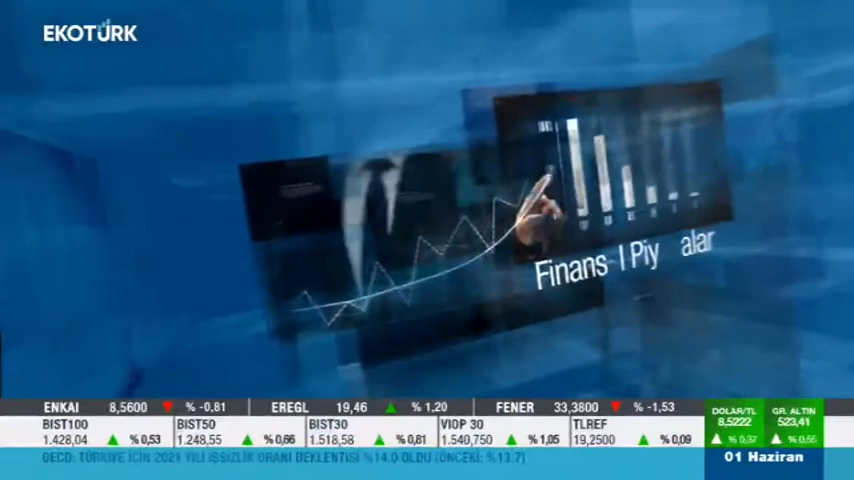 EKOTÜRK
Finans l Piy alar
ENKAI 8,5600 % -0,81 EREGL 19,46 % 1,20 FENER 33,3800 % -1,53
BIST100 BIST50 BIST30 VIOP 30 TLREF
1.428,04 % 0,53 1.248,55 % 0,66 1.518,58 % 0,81 1.540,750 % 1,05 19,2500 % 0,09
DOLAR/TL GR. ALTIN
8,5222 523,41
% 0,37 % 0,55
OECD: TÜRKİYE İÇİN 2021 YILI İŞSİZLİK ORANI BEKLENTİSİ %14.0 OLDU (ÖNCEKİ: %13.7)
01 Haziran